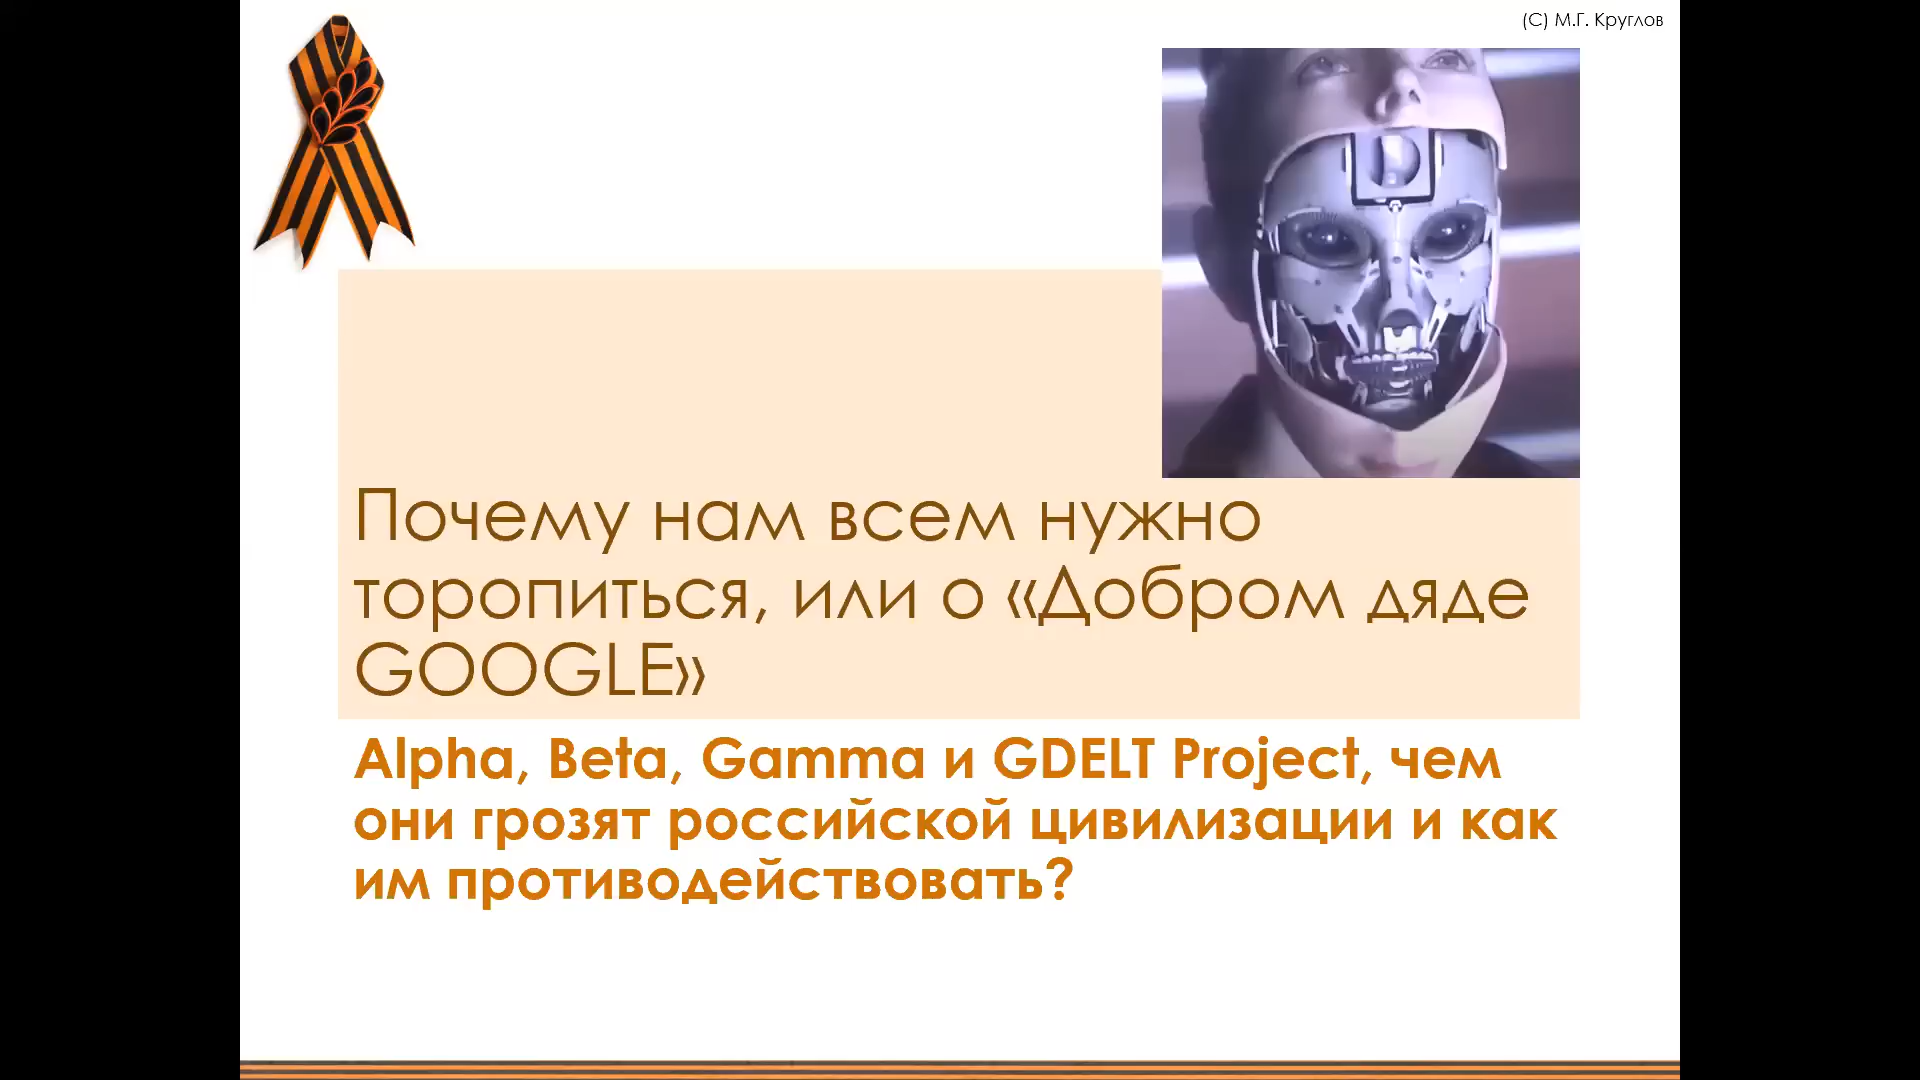 (С) М.Г. Круглов
Почему нам всем нужно
торопиться, или о «Добром дяде
GOOGLE»
Alpha, Beta, Gamma и GDELT Project, чем
они грозят российской цивилизации и как
им противодействовать?